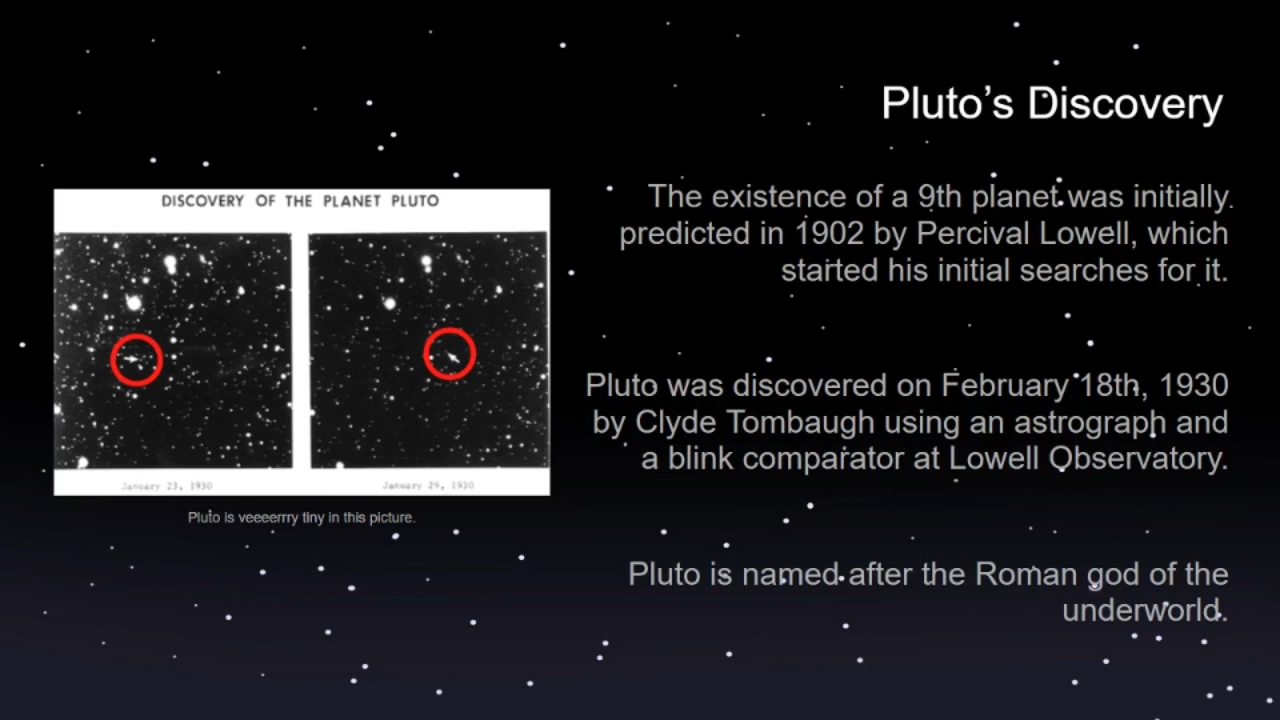 Pluto's Discovery
The existence of a 9th planet was initially
predicted in 1902 by Percival Lowell, which
started his initial searches for it.
DISCOVERY OF THE PLANET PLUTO
January 23, 1930
January 29, 1930
Pluto is veeeerrry tiny in this picture.
Pluto was discovered on February 18th, 1930
by Clyde Tombaugh using an astrograph and
a blink comparator at Lowell Observatory.
Pluto is named after the Roman god of the
underworld.